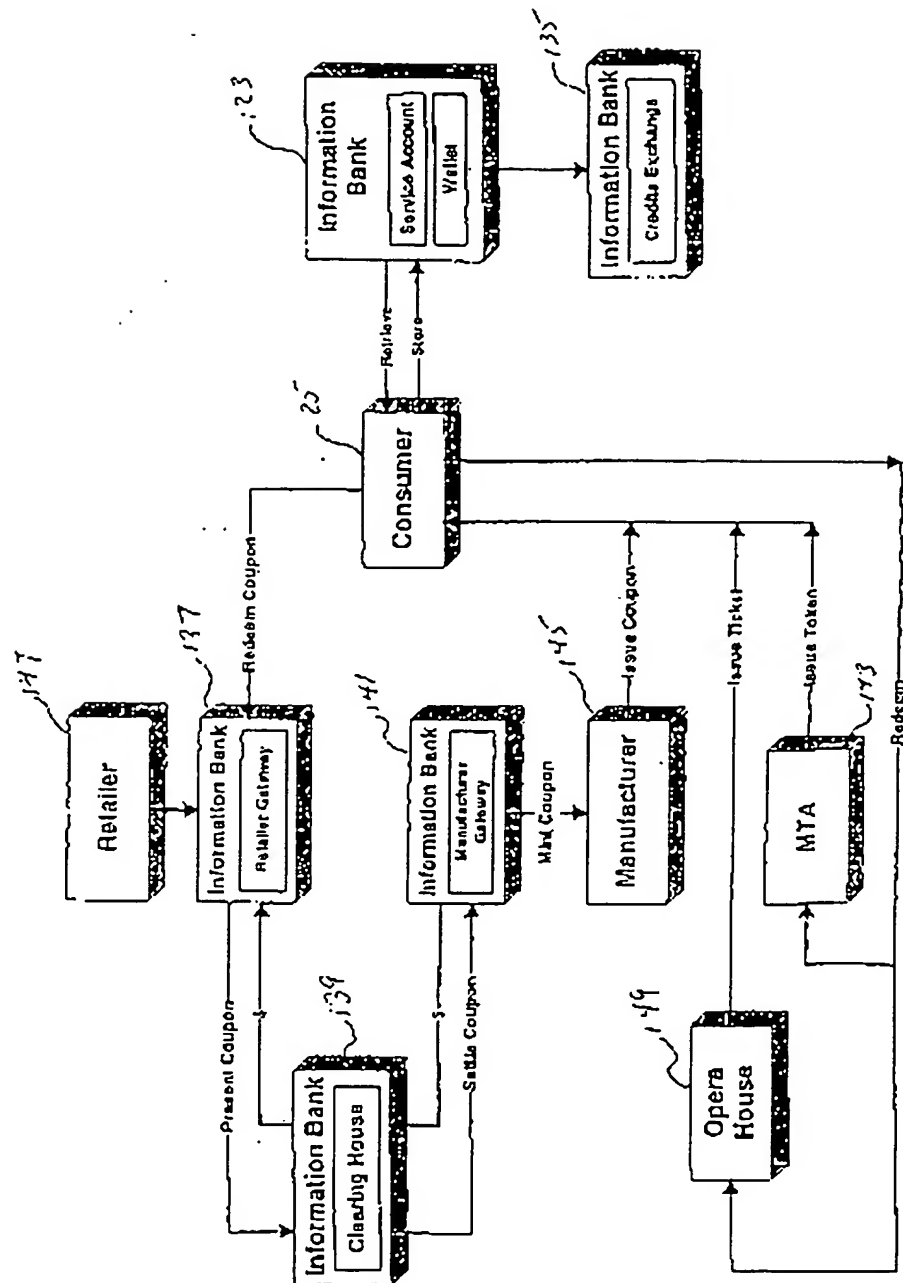 147
Retailer
137
Information Bank
Retailer Gateway
Present Coupon
$
Redeem Coupon
139
Information Bank
Clearing House
$
Settle Coupon
141
Information Bank
Manufacturer
Gateway
Coupon
145
Manufacturer
Issue Coupon
149
Opera
House
Issue Ticket
143
MTA
Issue Token
Redeem
25
Consumer
Retrieve
Store
123
Information
Bank
Service Account
Wallet
135
Information Bank
Credits Exchange